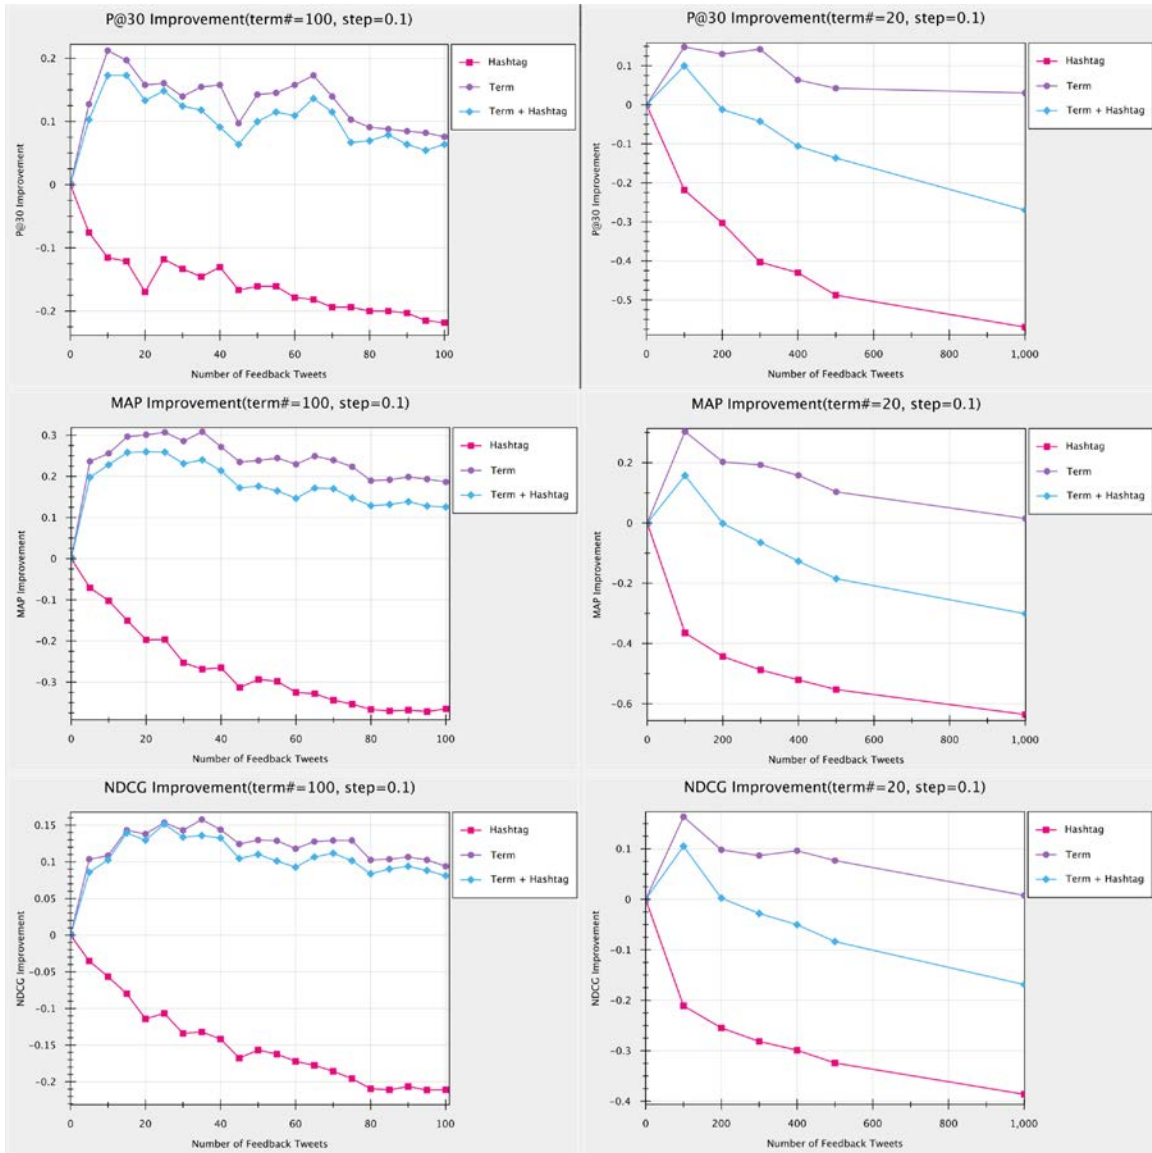 P@30 Improvement(term#=100, step=0.1)
0.2
0.1
0
-0.1
-0.2
P@30 Improvement
0
20
40
60
80
100
Number of Feedback Tweets
Hashtag
Term
Term + Hashtag
P@30 Improvement(term#=20, step=0.1)
0.1
0
-0.1
-0.2
-0.3
-0.4
-0.5
P@30 Improvement
0
200
400
600
800
1,000
Number of Feedback Tweets
Hashtag
Term
Term + Hashtag
MAP Improvement(term#=100, step=0.1)
0.3
0.2
0.1
0
-0.1
-0.2
-0.3
MAP Improvement
0
20
40
60
80
100
Number of Feedback Tweets
Hashtag
Term
Term + Hashtag
MAP Improvement(term#=20, step=0.1)
0.2
0
-0.2
-0.4
-0.6
MAP Improvement
0
200
400
600
800
1,000
Number of Feedback Tweets
Hashtag
Term
Term + Hashtag
NDCG Improvement(term#=100, step=0.1)
0.15
0.1
0.05
0
-0.05
-0.1
-0.15
-0.2
NDCG Improvement
0
20
40
60
80
100
Number of Feedback Tweets
Hashtag
Term
Term + Hashtag
NDCG Improvement(term#=20, step=0.1)
0.1
0
-0.1
-0.2
-0.3
-0.4
NDCG Improvement
0
200
400
600
800
1,000
Number of Feedback Tweets
Hashtag
Term
Term + Hashtag